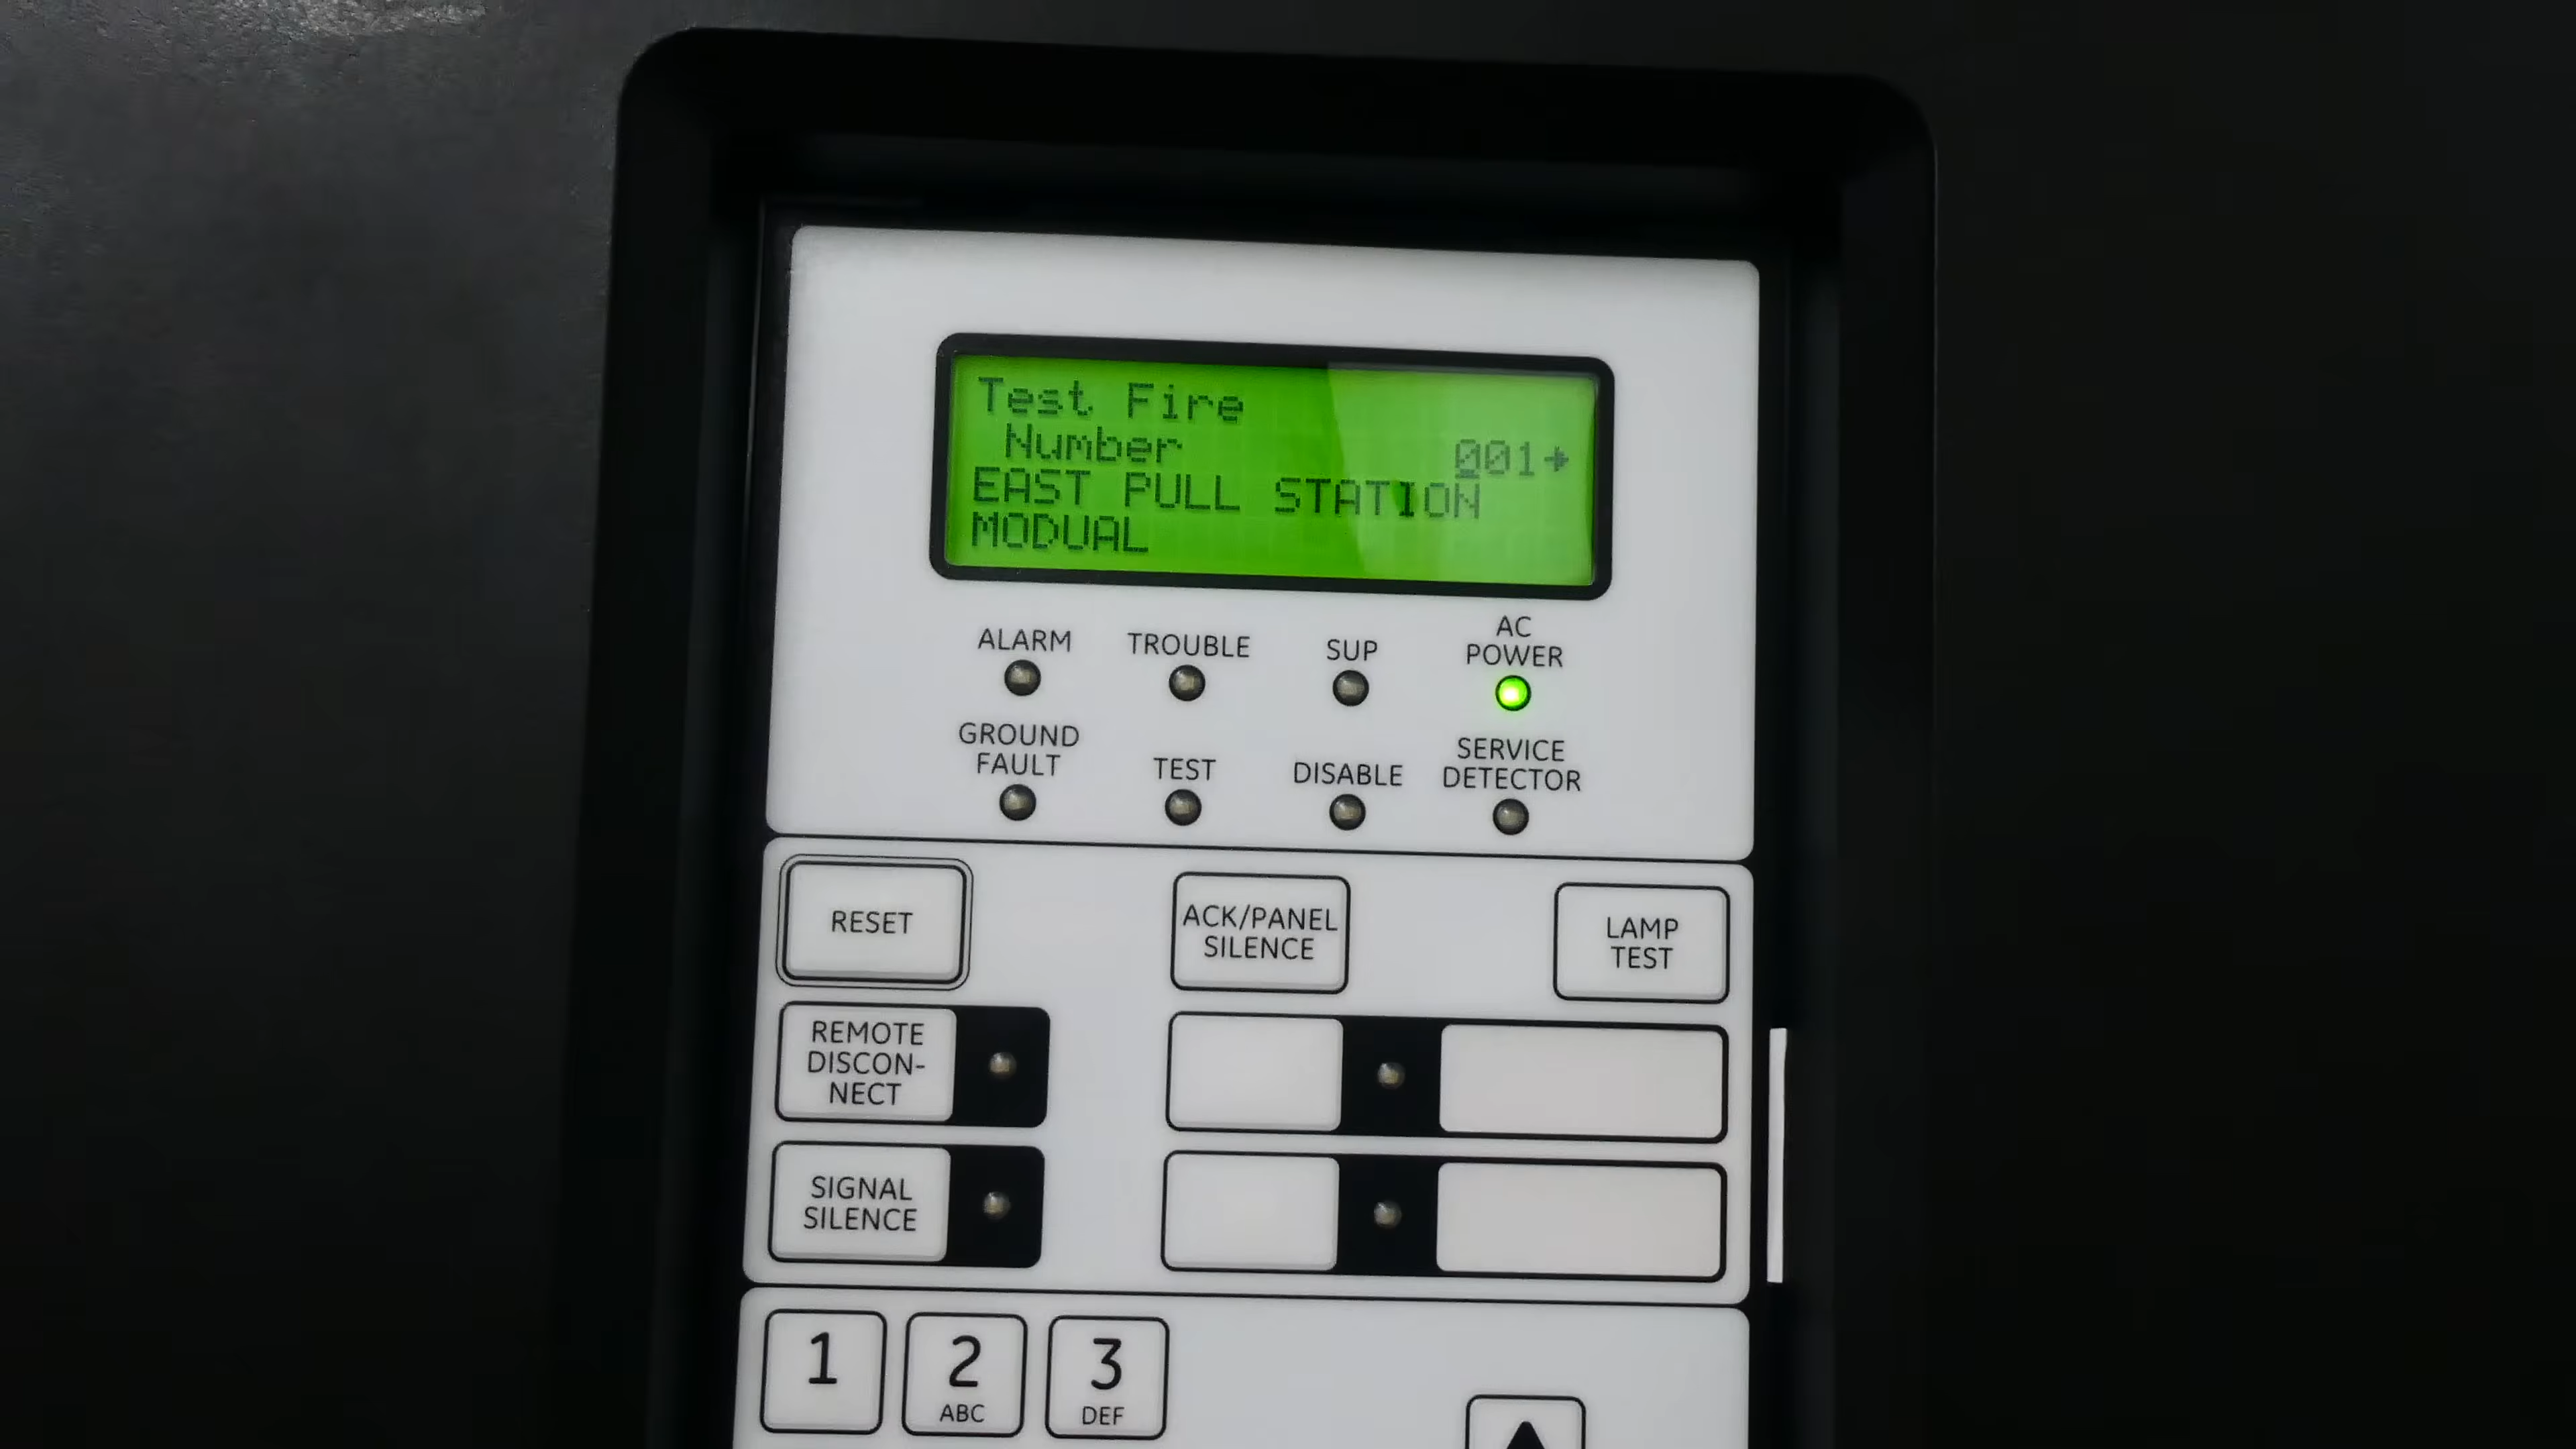 Test Fire
Number 001→
EAST PULL STATION
MODUAL
ALARM
TROUBLE
SUP
AC
POWER
GROUND
FAULT
TEST
DISABLE
SERVICE
DETECTOR
RESET
ACK/PANEL
SILENCE
LAMP
TEST
REMOTE
DISCON-
NECT
SIGNAL
SILENCE
1
2
ABC
3
DEF